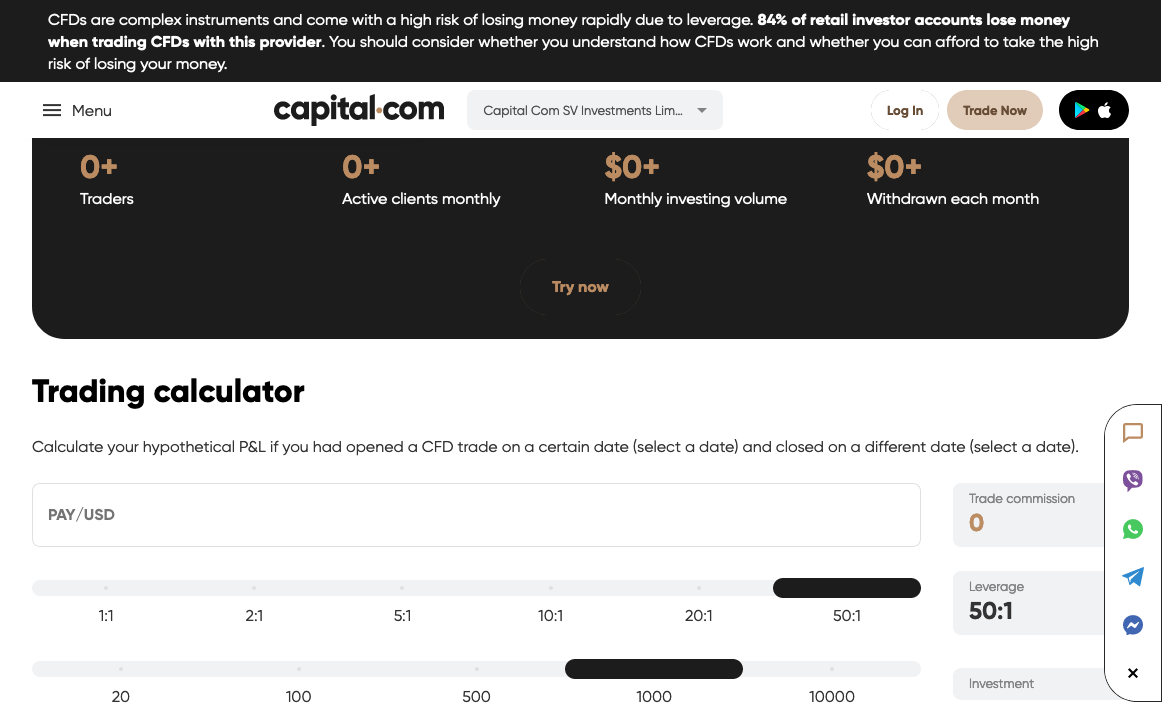 CFDs are complex instruments and come with a high risk of losing money rapidly due to leverage. 84% of retail investor accounts lose money
when trading CFDs with this provider. You should consider whether you understand how CFDs work and whether you can afford to take the high
risk of losing your money.
Menu
capital.com
Capital Com SV Investments Lim...
Log In
Trade Now
0+
0+
$0+
$0+
Traders
Active clients monthly
Monthly investing volume
Withdrawn each month
Try now
Trading calculator
Calculate your hypothetical P&L if you had opened a CFD trade on a certain date (select a date) and closed on a different date (select a date).
PAY/USD
Trade commission
0
1:1
2:1
5:1
10:1
20:1
50:1
Leverage
50:1
20
100
500
1000
10000
Investment